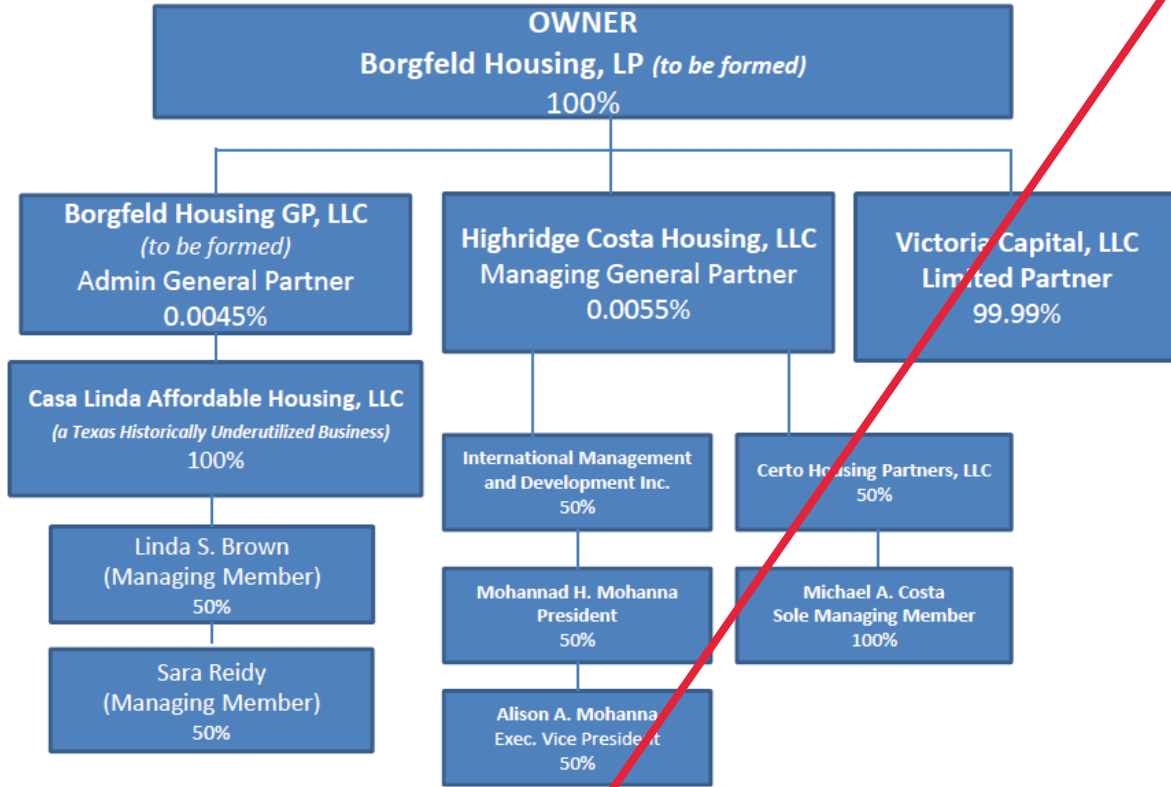 OWNER
Borgfeld Housing, LP (to be formed)
100%
Borgfeld Housing GP, LLC
(to be formed)
Admin General Partner
0.0045%
Highridge Costa Housing, LLC
Managing General Partner
0.0055%
Victoria Capital, LLC
Limited Partner
99.99%
Casa Linda Affordable Housing, LLC
(a Texas Historically Underutilized Business)
100%
International Management
and Development Inc.
50%
Certo Housing Partners, LLC
50%
Linda S. Brown
(Managing Member)
50%
Mohannad H. Mohanna
President
50%
Michael A. Costa
Sole Managing Member
100%
Sara Reidy
(Managing Member)
50%
Alison A. Mohanna
Exec. Vice President
50%